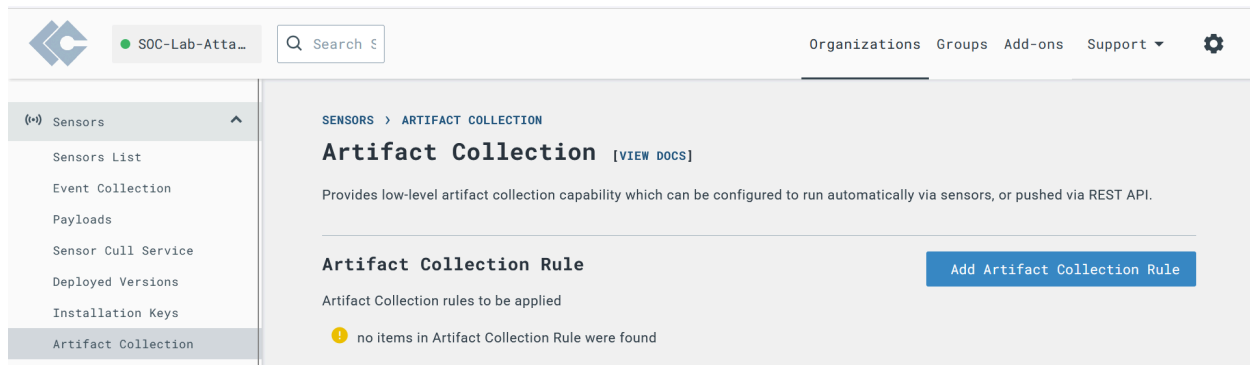 SOC-Lab-Atta…
Search S
Organizations Groups Add-ons Support
Sensors
Sensors List
Event Collection
Payloads
Sensor Cull Service
Deployed Versions
Installation Keys
Artifact Collection
SENSORS > ARTIFACT COLLECTION
Artifact Collection [VIEW DOCS]
Provides low-level artifact collection capability which can be configured to run automatically via sensors, or pushed via REST API.
Artifact Collection Rule
Add Artifact Collection Rule
Artifact Collection rules to be applied
no items in Artifact Collection Rule were found